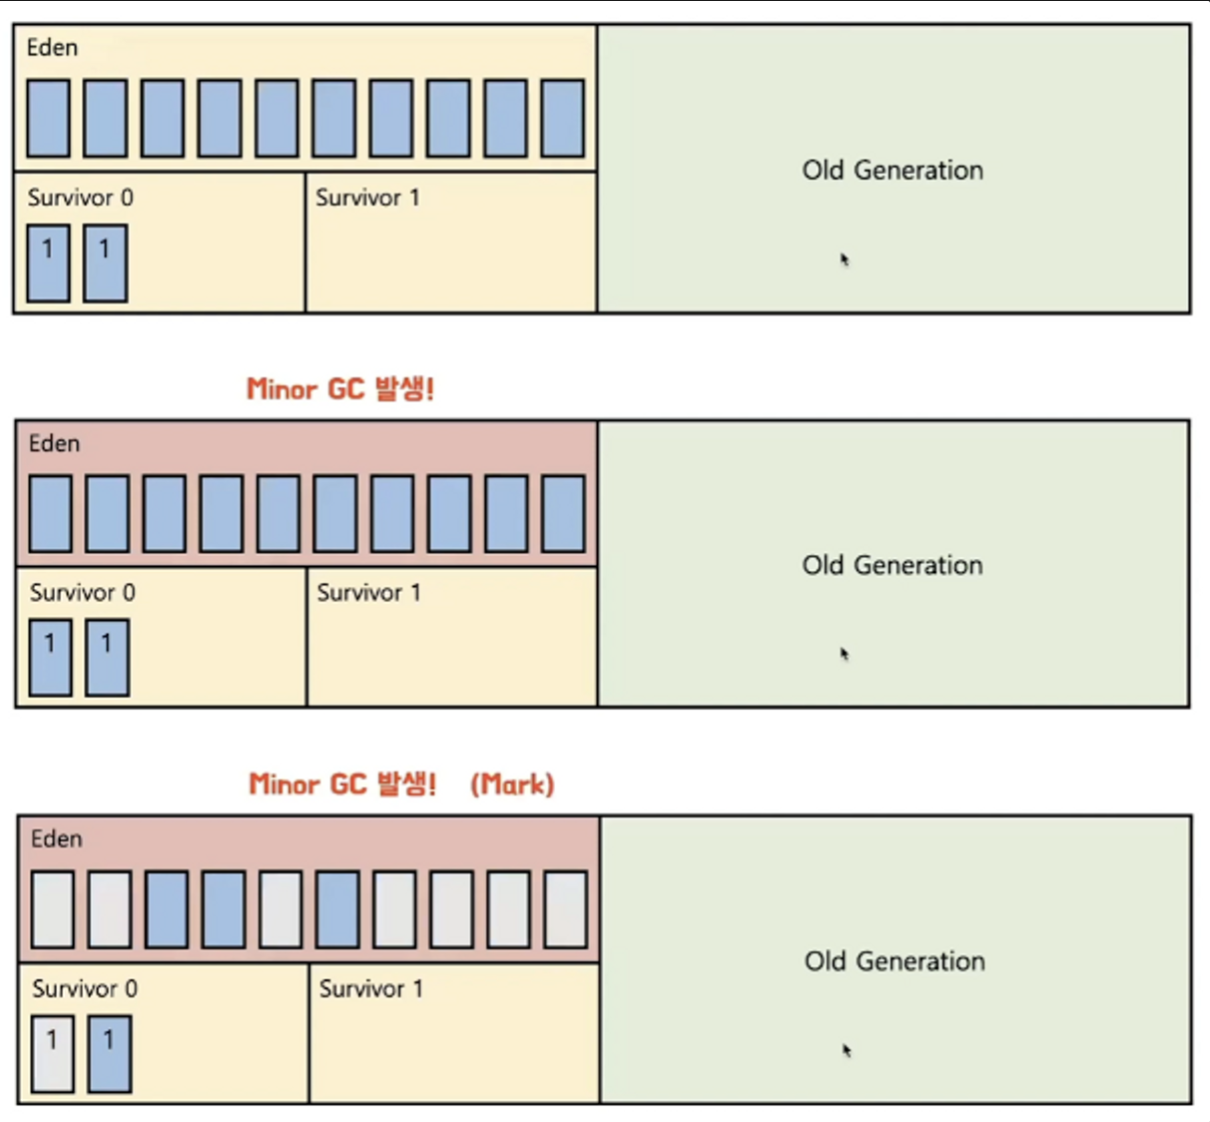 Eden
Old Generation
Survivor 0
Survivor 1
1 1
Minor GC 발생!
Eden
Old Generation
Survivor 0
Survivor 1
1 1
Minor GC 발생! (Mark)
Eden
Old Generation
Survivor 0
Survivor 1
1 1